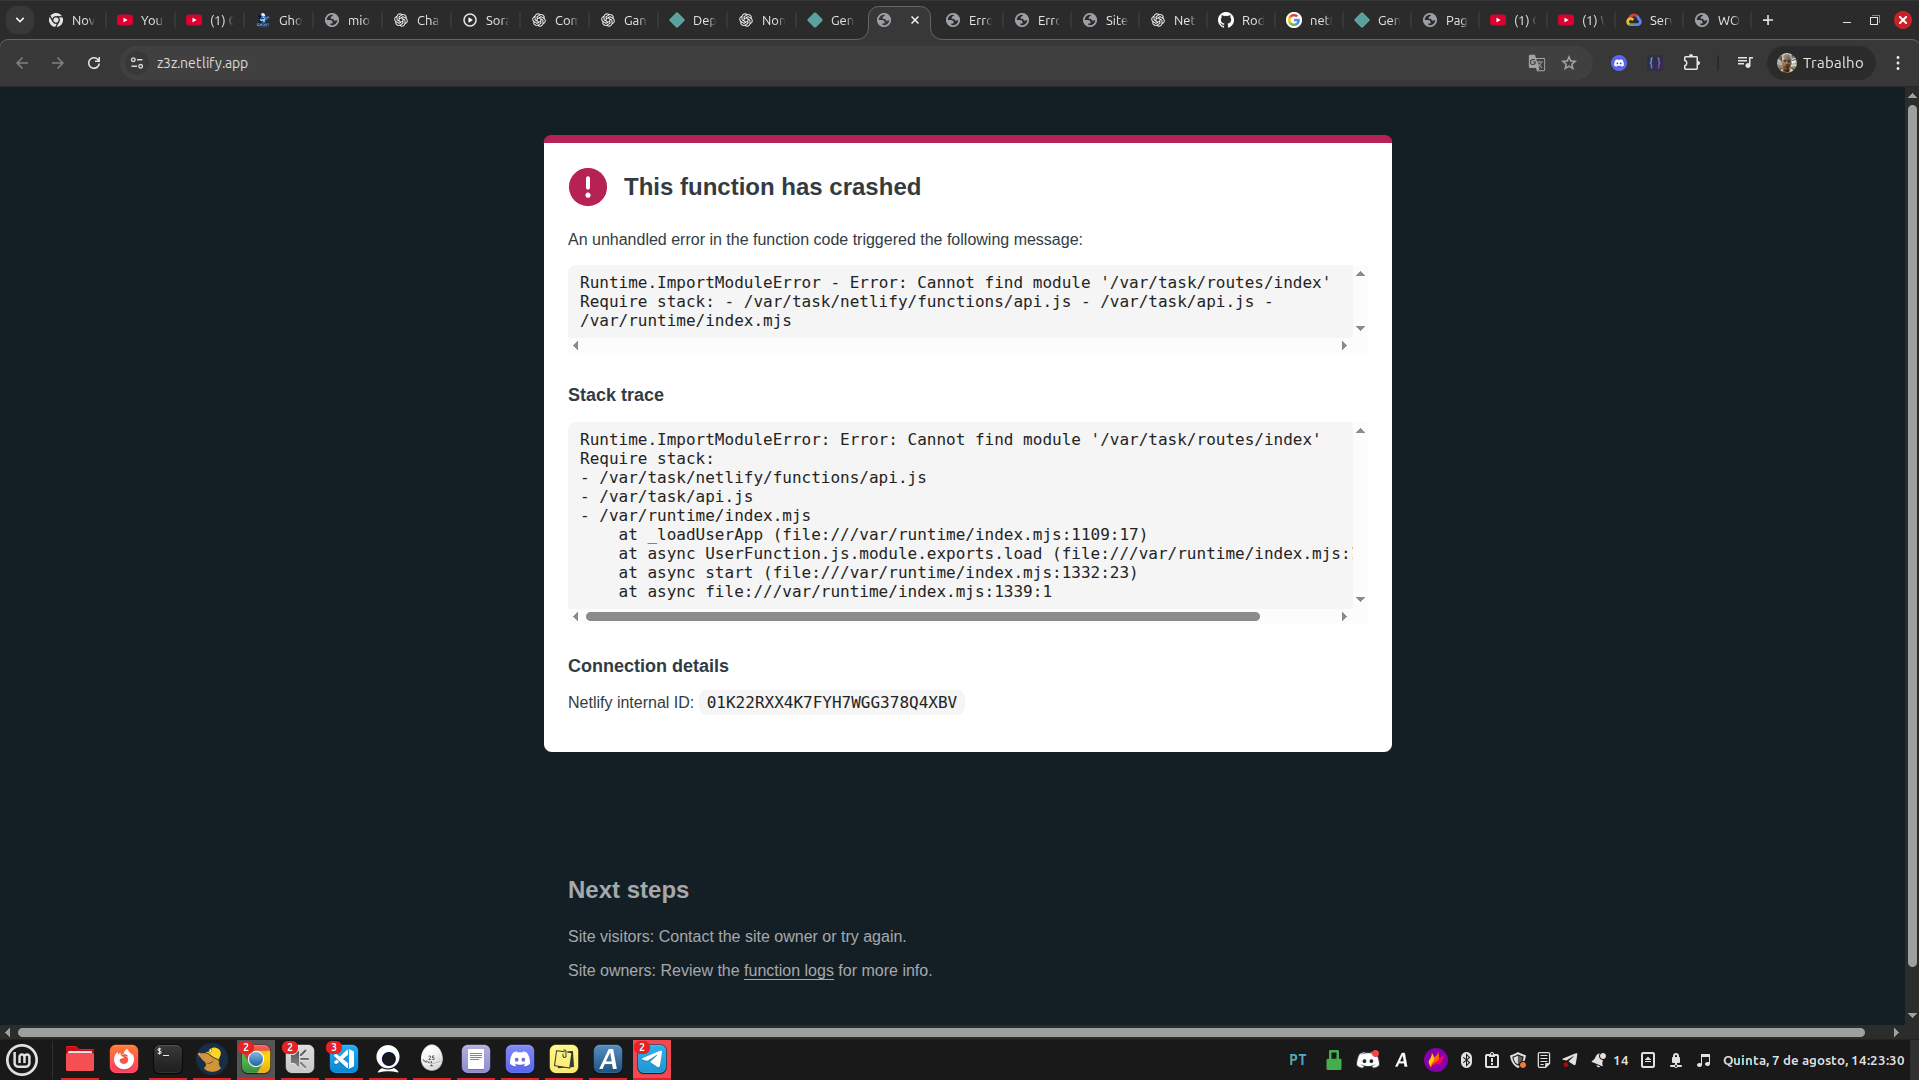 Nov
You
(1)
Gho
mio
Cha
Sora
Con
Gan
Dep
Non
Gen
Erro
Erro
Site
Net
Roc
netl
Gen
Pag
(1)
(1)
Ser
WO
z3z.netlify.app
Trabalho
This function has crashed
An unhandled error in the function code triggered the following message:
Runtime.ImportModuleError - Error: Cannot find module '/var/task/routes/index'
Require stack: - /var/task/netlify/functions/api.js - /var/task/api.js -
/var/runtime/index.mjs
Stack trace
Runtime.ImportModuleError: Error: Cannot find module '/var/task/routes/index'
Require stack:
- /var/task/netlify/functions/api.js
- /var/task/api.js
- /var/runtime/index.mjs
at _loadUserApp (file:///var/runtime/index.mjs:1109:17)
at async UserFunction.js.module.exports.load (file:///var/runtime/index.mjs:
at async start (file:///var/runtime/index.mjs:1332:23)
at async file:///var/runtime/index.mjs:1339:1
Connection details
Netlify internal ID: 01K22RXX4K7FYH7WGG378Q4XBV
Next steps
Site visitors: Contact the site owner or try again.
Site owners: Review the function logs for more info.
2
2
3
25
2
PT
14
Quinta, 7 de agosto, 14:23:30